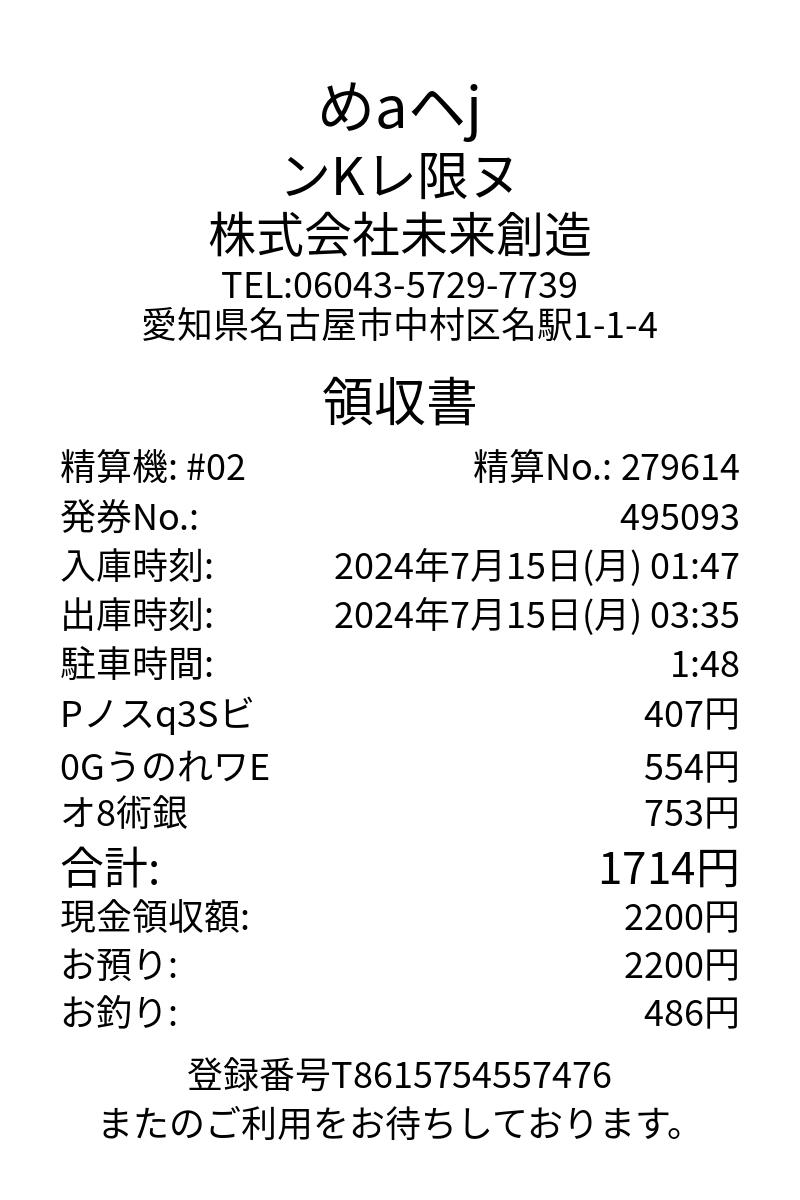 めaヘj
ンKレ限ヌ
株式会社未来創造
TEL:06043-5729-7739
愛知県名古屋市中村区名駅1-1-4
領収書
精算機: #02 精算No.: 279614
発券No.: 495093
入庫時刻: 2024年7月15日(月) 01:47
出庫時刻: 2024年7月15日(月) 03:35
駐車時間: 1:48
Pノスq3Sビ 407円
0GうのれワE 554円
オ8術銀 753円
合計: 1714円
現金領収額: 2200円
お預り: 2200円
お釣り: 486円
登録番号T8615754557476
またのご利用をお待ちしております。